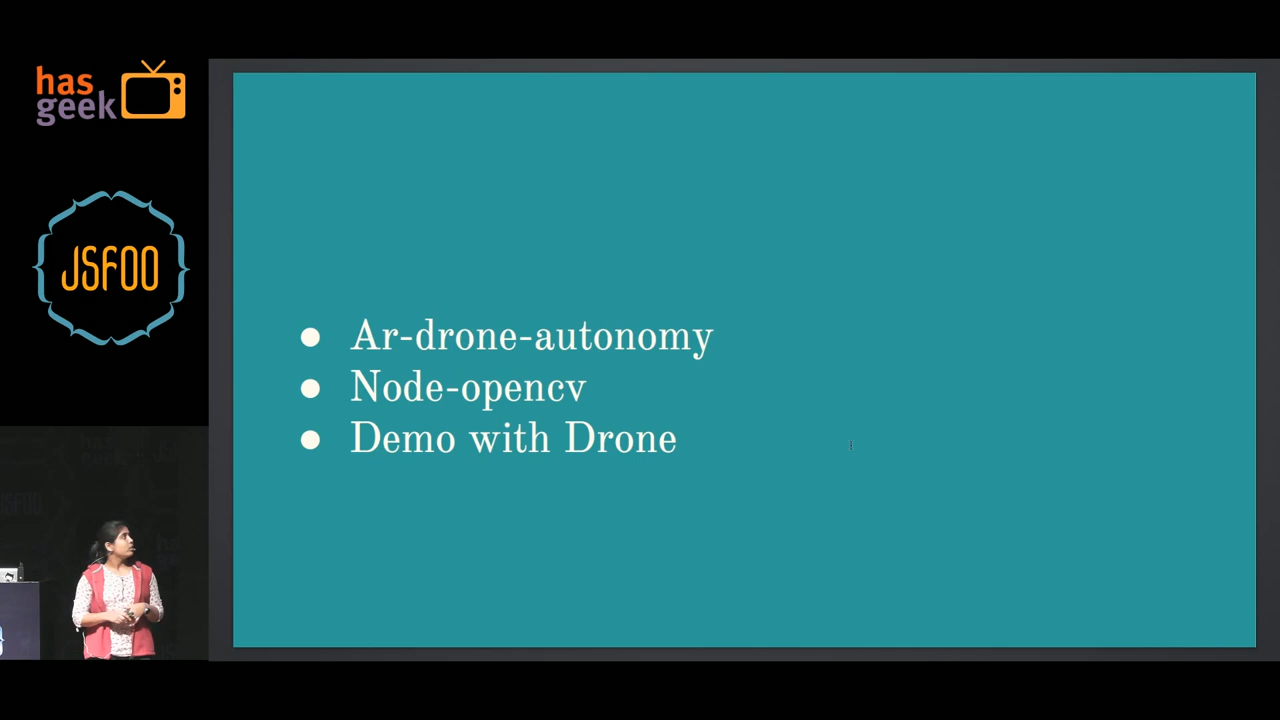 has
geek
JSFOO
● Ar-drone-autonomy
● Node-opencv
● Demo with Drone